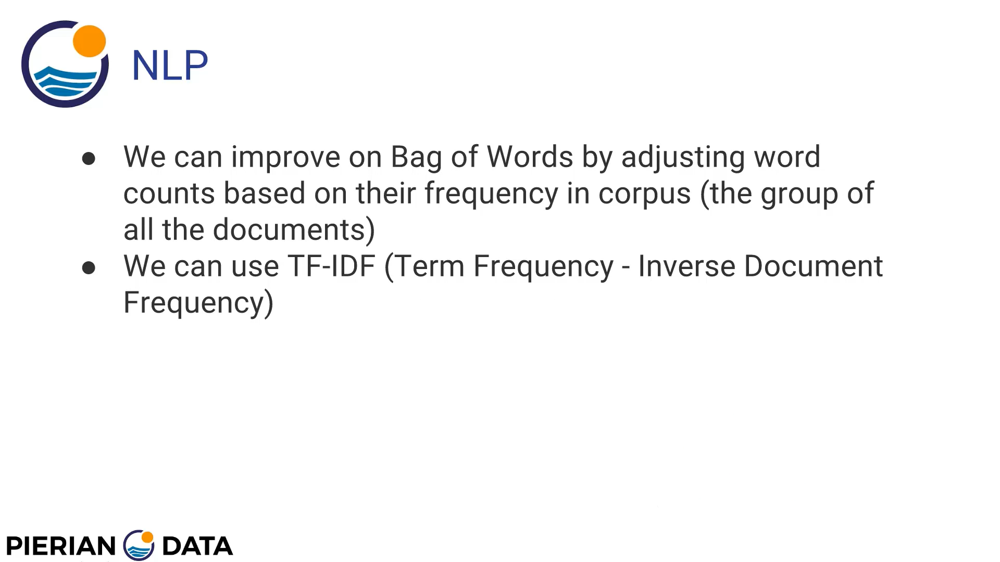 NLP
● We can improve on Bag of Words by adjusting word
counts based on their frequency in corpus (the group of
all the documents)
● We can use TF-IDF (Term Frequency - Inverse Document
Frequency)
PIERIAN DATA